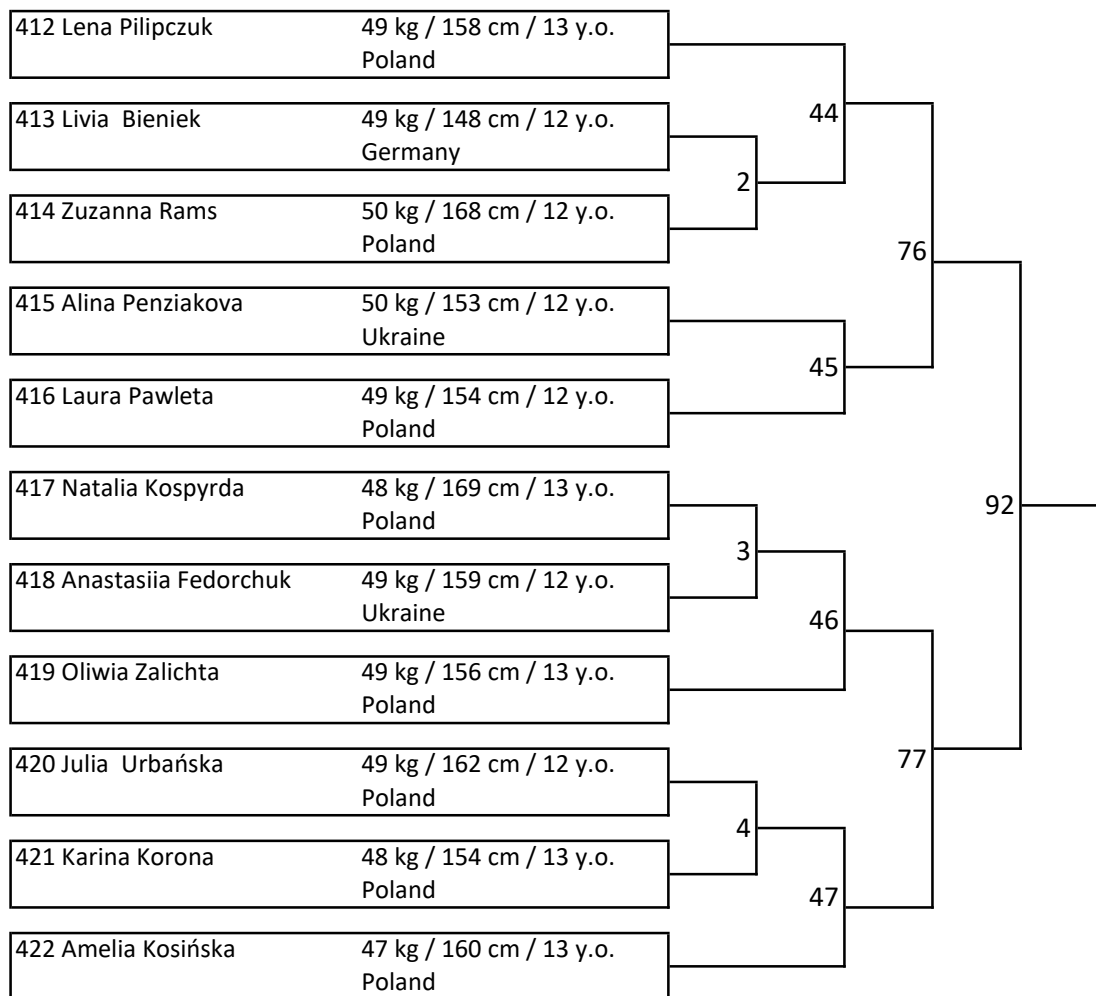 412 Lena Pilipczuk 49 kg / 158 cm / 13 y.o.
Poland
44
413 Livia  Bieniek 49 kg / 148 cm / 12 y.o.
Germany
2
414 Zuzanna Rams 50 kg / 168 cm / 12 y.o.
Poland
76
415 Alina Penziakova 50 kg / 153 cm / 12 y.o.
Ukraine
45
416 Laura Pawleta 49 kg / 154 cm / 12 y.o.
Poland
417 Natalia Kospyrda 48 kg / 169 cm / 13 y.o.
Poland
92
3
418 Anastasiia Fedorchuk 49 kg / 159 cm / 12 y.o.
Ukraine
46
419 Oliwia Zalichta 49 kg / 156 cm / 13 y.o.
Poland
420 Julia  Urbańska 49 kg / 162 cm / 12 y.o.
Poland
77
4
421 Karina Korona 48 kg / 154 cm / 13 y.o.
Poland
47
422 Amelia Kosińska 47 kg / 160 cm / 13 y.o.
Poland